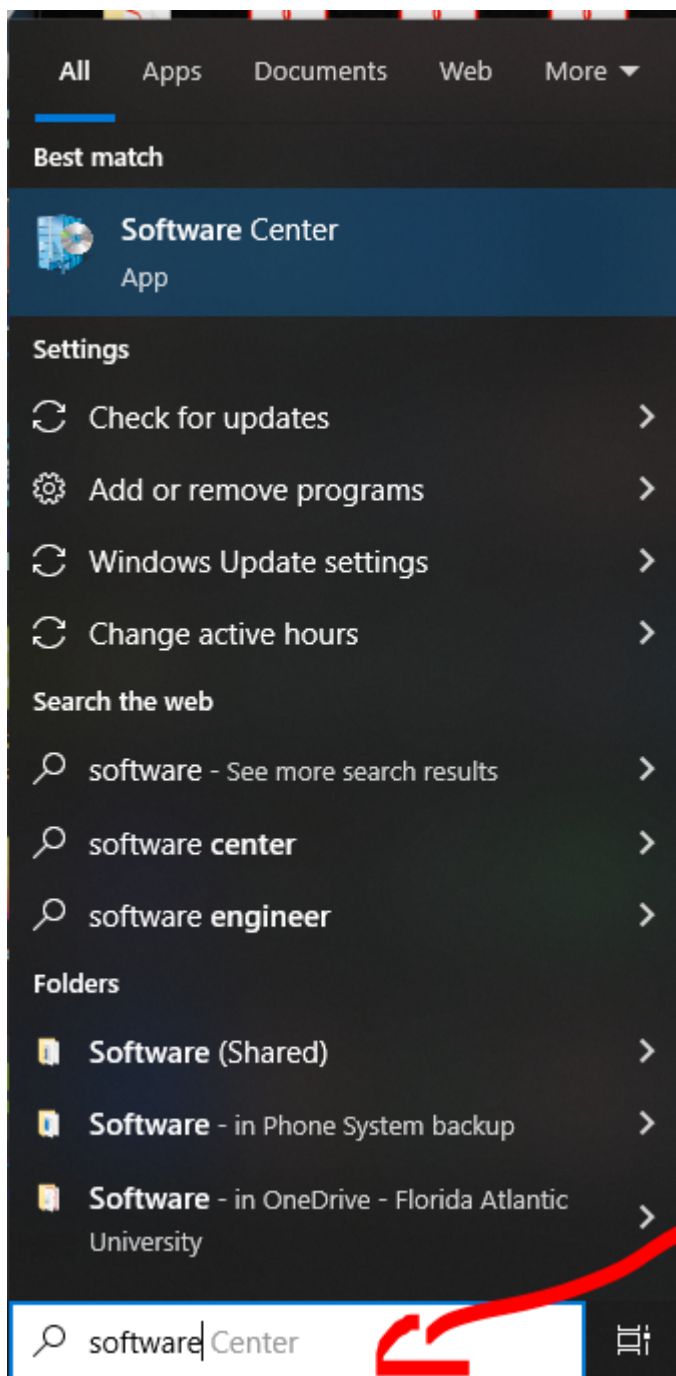 All Apps Documents Web More
Best match
Software Center
App
Settings
Check for updates
Add or remove programs
Windows Update settings
Change active hours
Search the web
software - See more search results
software center
software engineer
Folders
Software (Shared)
Software - in Phone System backup
Software - in OneDrive - Florida Atlantic
University
software Center